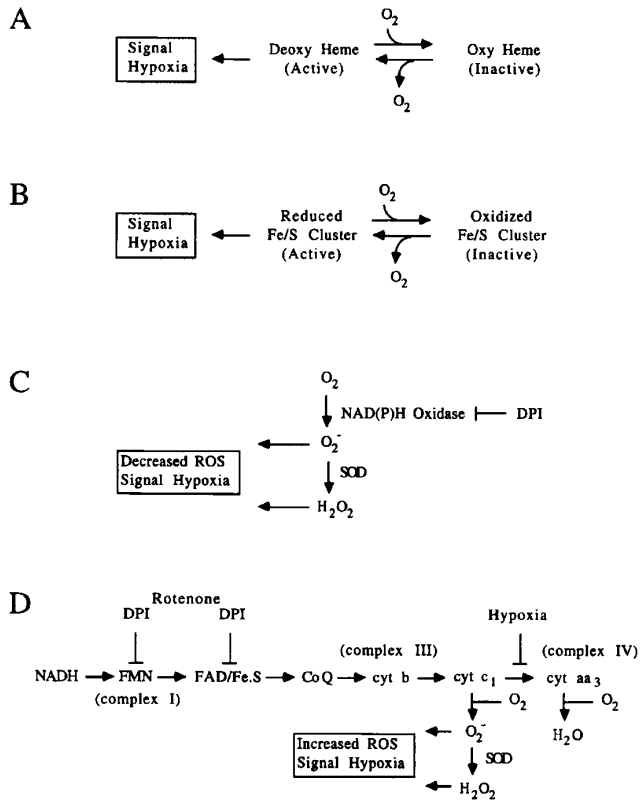 A
O2
Signal
Hypoxia
Deoxy Heme
(Active)
Oxy Heme
(Inactive)
O2
B
O2
Signal
Hypoxia
Reduced
Fe/S Cluster
(Active)
Oxidized
Fe/S Cluster
(Inactive)
O2
C
O2
NAD(P)H Oxidase
DPI
O2-
Decreased ROS
Signal Hypoxia
SOD
H2O2
D
Rotenone
DPI
DPI
Hypoxia
(complex III)
(complex IV)
NADH
FMN
FAD/Fe.S
CoQ
cyt b
cyt c1
cyt aa3
(complex I)
O2
O2
O2-
H2O
Increased ROS
Signal Hypoxia
SOD
H2O2